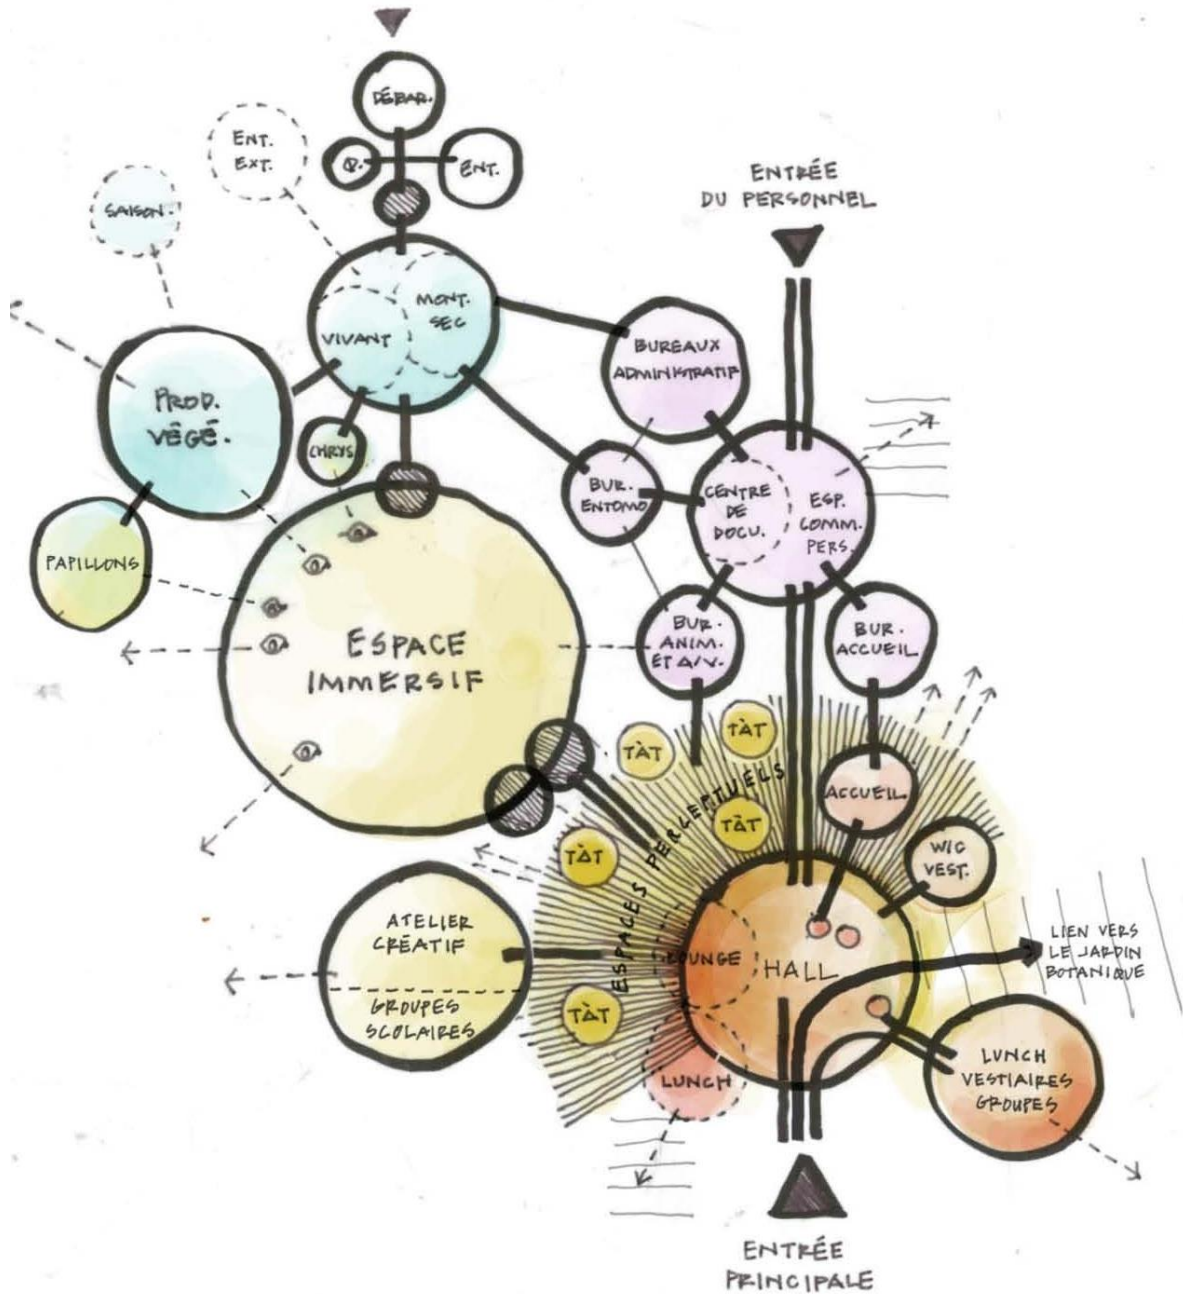 DÉBAR.
ENT.
EXT.
Q.
ENT.
SAISON.
ENTRÉE
DU PERSONNEL
MONT.
SEC
VIVANT
BUREAUX
ADMINISTRATIF
PROD.
VÉGÉ.
CHRYS
BUR.
ENTOMO
CENTRE
DE
DOCU.
ESP.
COMM.
PERS.
PAPILLONS
ESPACE
IMMERSIF
BUR.
ANIM.
ET A/V.
BUR.
ACCUEIL
TÀT
TÀT
TÀT
TÀT
TÀT
ESPACES PERCEPTUELS
ACCUEIL
WIC
VEST.
ATELIER
CRÉATIF
GROUPES
SCOLAIRES
LOUNGE
HALL
LIEN VERS
LE JARDIN
BOTANIQUE
LUNCH
LUNCH
VESTIAIRES
GROUPES
ENTRÉE
PRINCIPALE